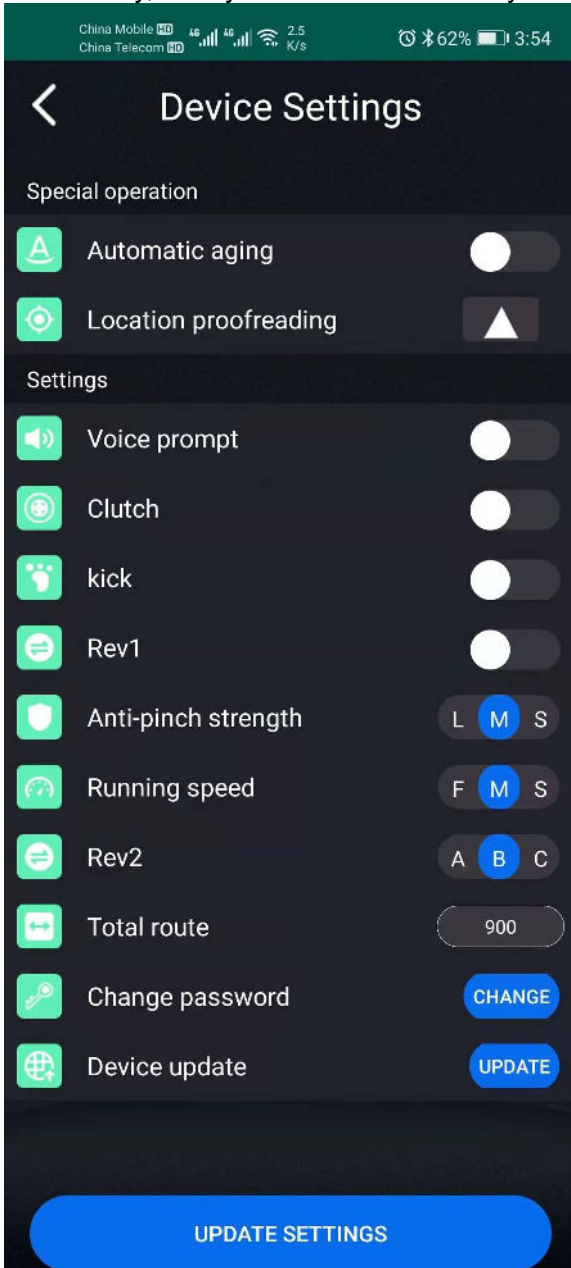 China Mobile HD 4G 4G 2.5 K/s 62% 3:54
China Telecom HD
Device Settings
Special operation
A Automatic aging
Location proofreading
Settings
Voice prompt
Clutch
kick
Rev1
Anti-pinch strength L M S
Running speed F M S
Rev2 A B C
Total route 900
Change password CHANGE
Device update UPDATE
UPDATE SETTINGS